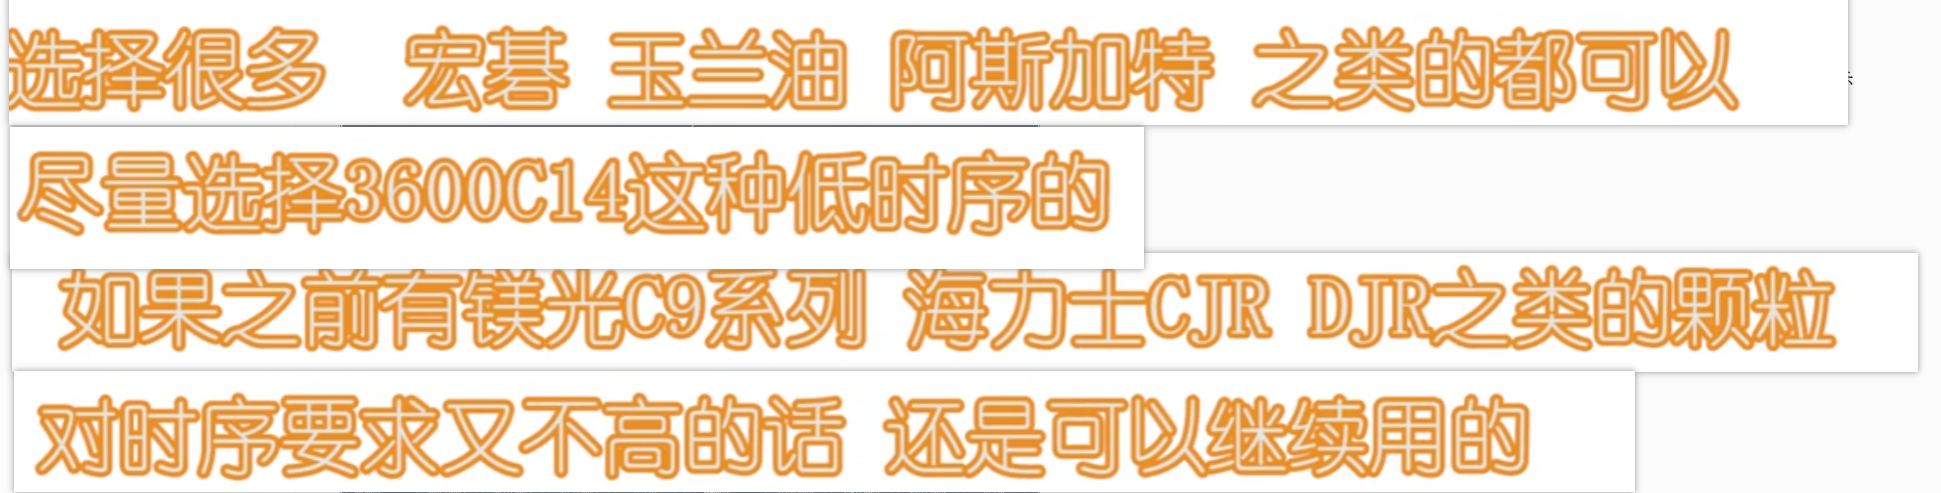 选择很多 宏碁 玉兰油 阿斯加特 之类的都可以
尽量选择3600C14这种低时序的
如果之前有镁光C9系列 海力士CJR DJR之类的颗粒
对时序要求又不高的话 还是可以继续用的